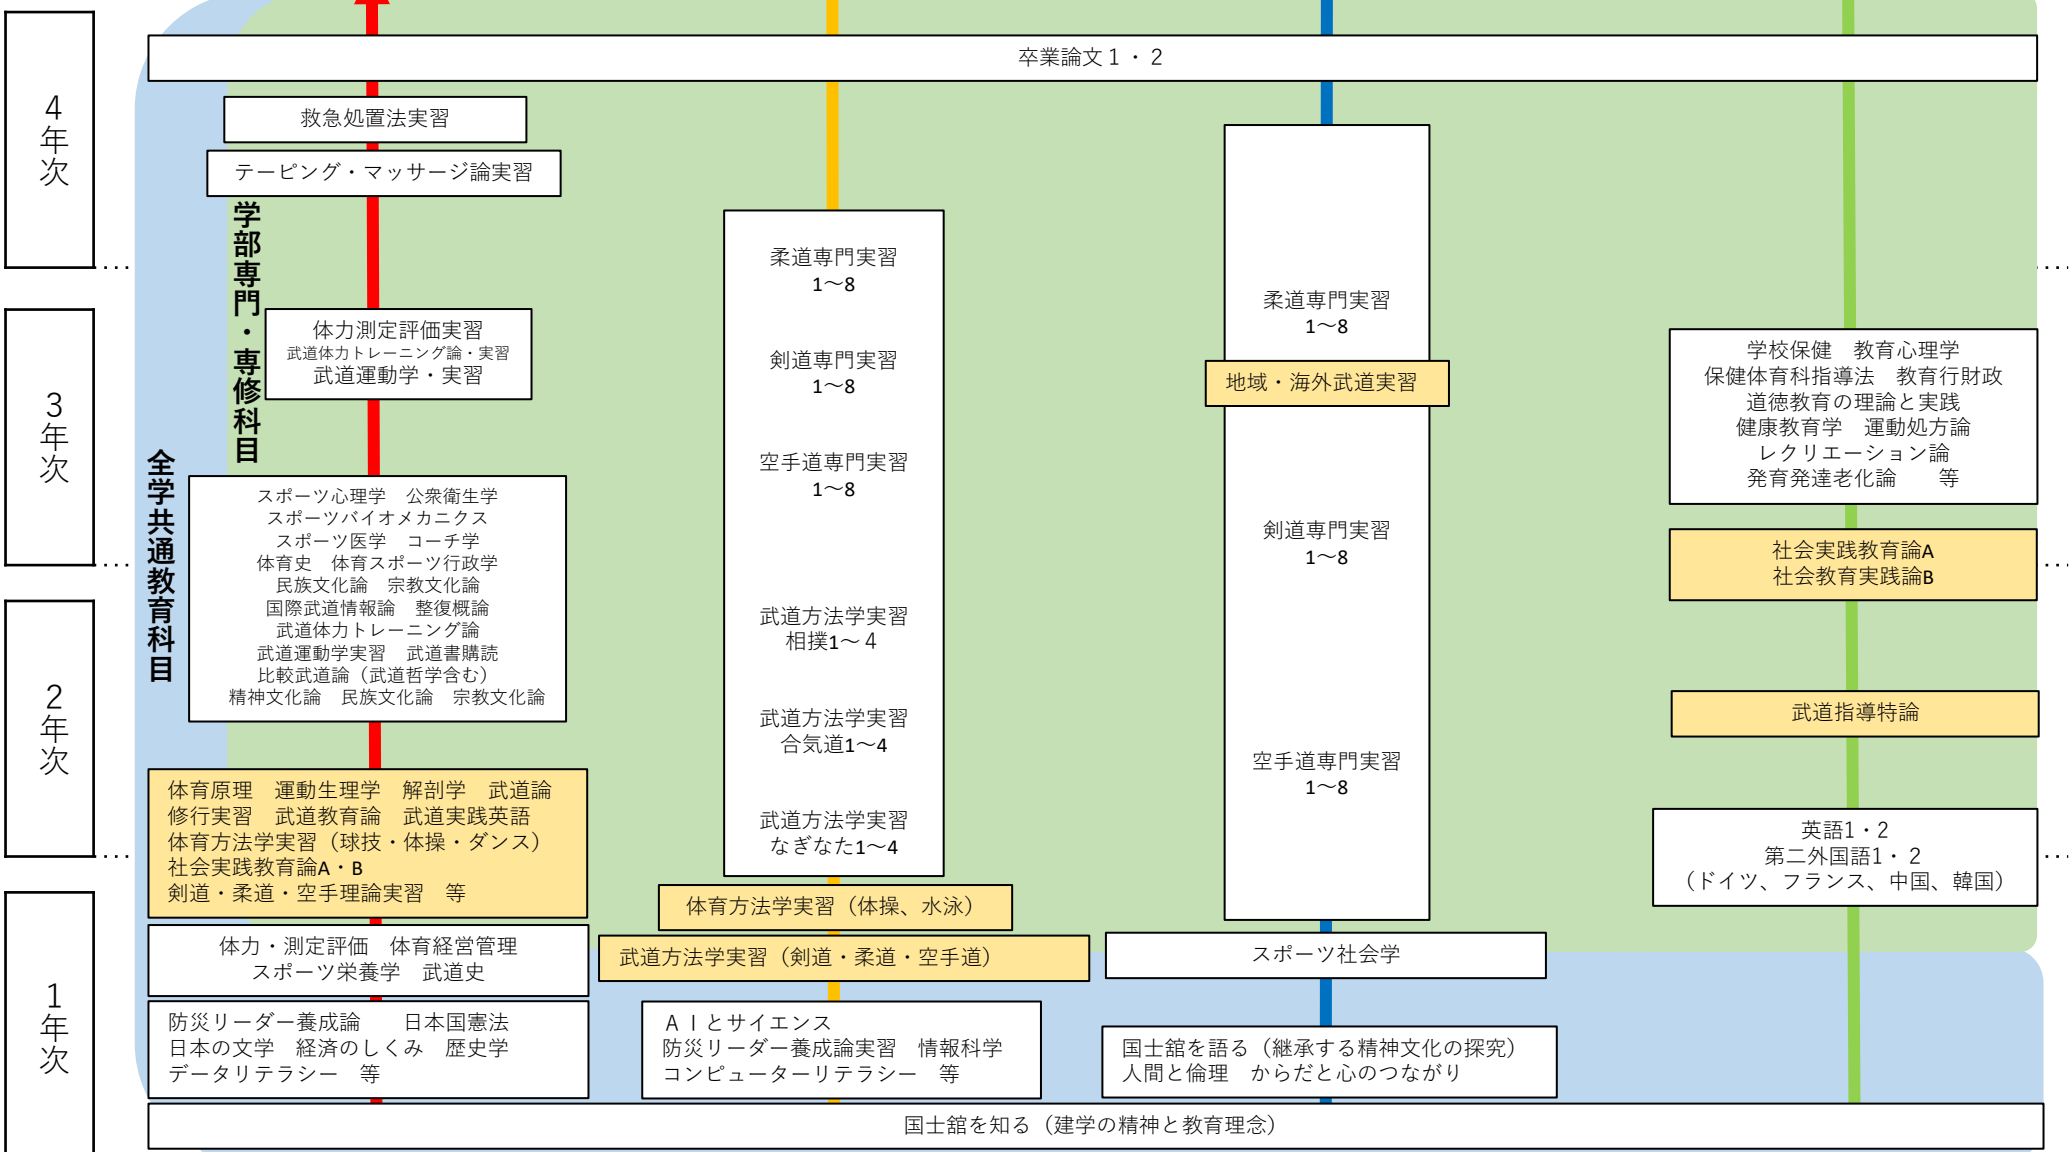 4年次
3年次
2年次
1年次
全学共通教育科目
学部専門・専修科目
卒業論文１・２
救急処置法実習
テーピング・マッサージ論実習
体力測定評価実習
武道体力トレーニング論・実習
武道運動学・実習
スポーツ心理学　公衆衛生学
スポーツバイオメカニクス
スポーツ医学　コーチ学
体育史　体育スポーツ行政学
民族文化論　宗教文化論
国際武道情報論　整復概論
武道体力トレーニング論
武道運動学実習　武道書購読
比較武道論（武道哲学含む）
精神文化論　民族文化論　宗教文化論
体育原理　運動生理学　解剖学　武道論
修行実習　武道教育論　武道実践英語
体育方法学実習（球技・体操・ダンス）
社会実践教育論A・B
剣道・柔道・空手理論実習　等
体力・測定評価　体育経営管理
スポーツ栄養学　武道史
防災リーダー養成論　　日本国憲法
日本の文学　経済のしくみ　歴史学
データリテラシー　等
柔道専門実習
1～8
剣道専門実習
1～8
空手道専門実習
1～8
武道方法学実習
相撲1～４
武道方法学実習
合気道1～4
武道方法学実習
なぎなた1～4
体育方法学実習（体操、水泳）
武道方法学実習（剣道・柔道・空手道）
ＡＩとサイエンス
防災リーダー養成論実習　情報科学
コンピューターリテラシー　等
柔道専門実習
1～8
地域・海外武道実習
剣道専門実習
1～8
空手道専門実習
1～8
スポーツ社会学
国士舘を語る（継承する精神文化の探究）
人間と倫理　からだと心のつながり
学校保健　教育心理学
保健体育科指導法　教育行財政
道徳教育の理論と実践
健康教育学　運動処方論
レクリエーション論
発育発達老化論　　等
社会実践教育論A
社会教育実践論B
武道指導特論
英語1・2
第二外国語1・２
（ドイツ、フランス、中国、韓国）
国士舘を知る（建学の精神と教育理念）